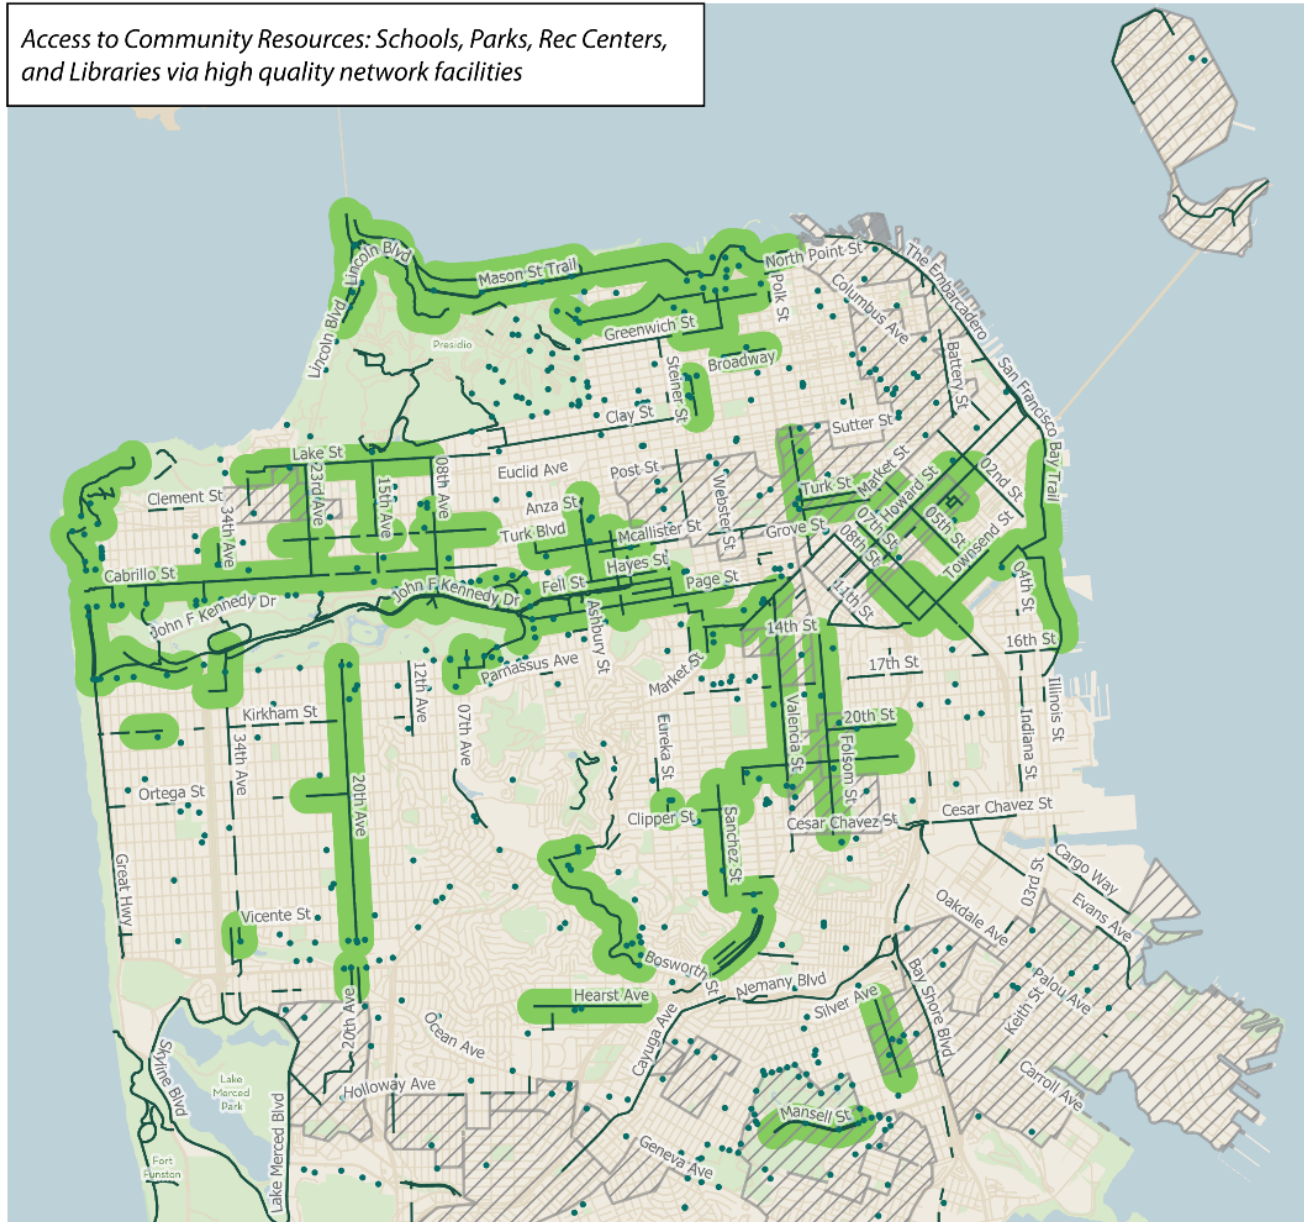 Access to Community Resources: Schools, Parks, Rec Centers,
and Libraries via high quality network facilities
Lincoln Blvd
Mason St Trail
North Point St
The Embarcadero
Lincoln Blvd
Presidio
Greenwich St
Polk St
Columbus Ave
Broadway
Steiner St
Battery St
San Francisco Bay Trail
Clay St
Sutter St
Lake St
Euclid Ave
Post St
Market St
Clement St
23rd Ave
15th Ave
08th Ave
Webster St
Turk St
Howard St
02nd St
34th Ave
Anza St
Turk Blvd
Mcallister St
Grove St
07th St
05th St
08th St
Townsend St
Cabrillo St
Hayes St
Fell St
Page St
John F Kennedy Dr
John F Kennedy Dr
11th St
04th St
Ashbury St
14th St
16th St
Parnassus Ave
Market St
17th St
12th Ave
07th Ave
Kirkham St
Eureka St
Valencia St
20th St
Folsom St
Indiana St
Illinois St
34th Ave
Ortega St
20th Ave
Clipper St
Sanchez St
Cesar Chavez St
Cesar Chavez St
Great Hwy
03rd St
Cargo Way
Evans Ave
Oakdale Ave
Vicente St
Bosworth St
Alemany Blvd
Bay Shore Blvd
Palou Ave
Keith St
Hearst Ave
Silver Ave
20th Ave
Ocean Ave
Cayuga Ave
Skyline Blvd
Lake
Merced
Park
Holloway Ave
Carroll Ave
Mansell St
Lake Merced Blvd
Geneva Ave
Fort
Funston